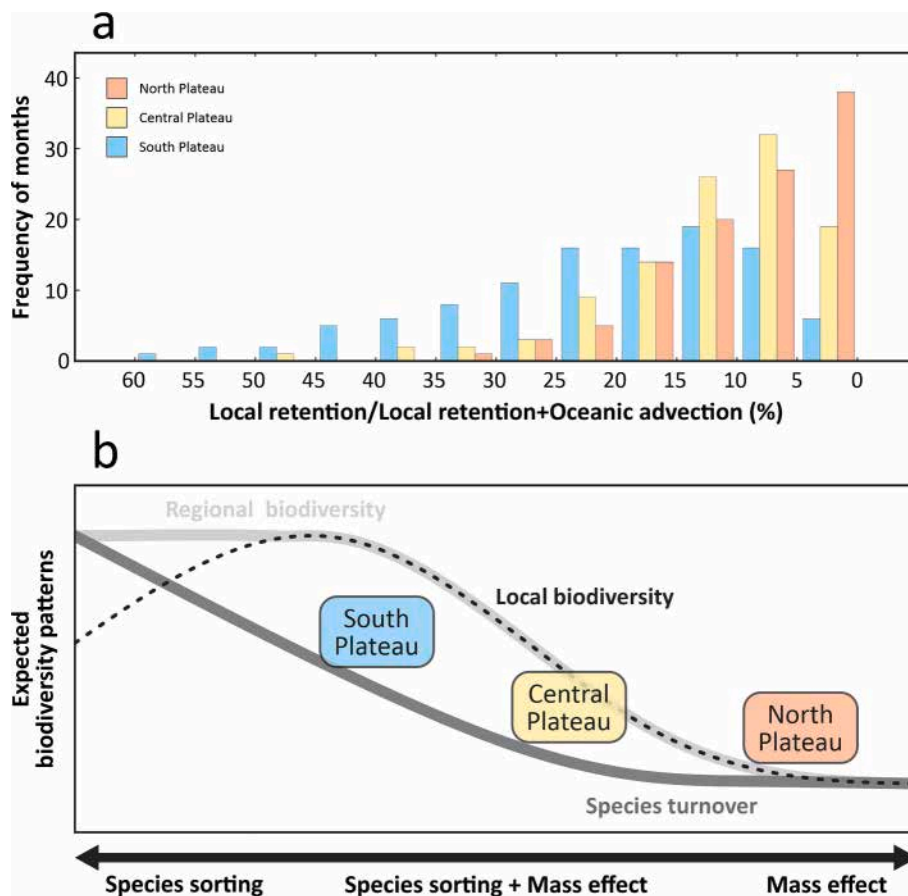 a
Frequency of months
40
30
20
10
0
North Plateau
Central Plateau
South Plateau
60 55 50 45 40 35 30 25 20 15 10 5 0
Local retention/Local retention+Oceanic advection (%)
b
Expected
biodiversity patterns
Regional biodiversity
Local biodiversity
South
Plateau
Central
Plateau
North
Plateau
Species turnover
Species sorting Species sorting + Mass effect Mass effect